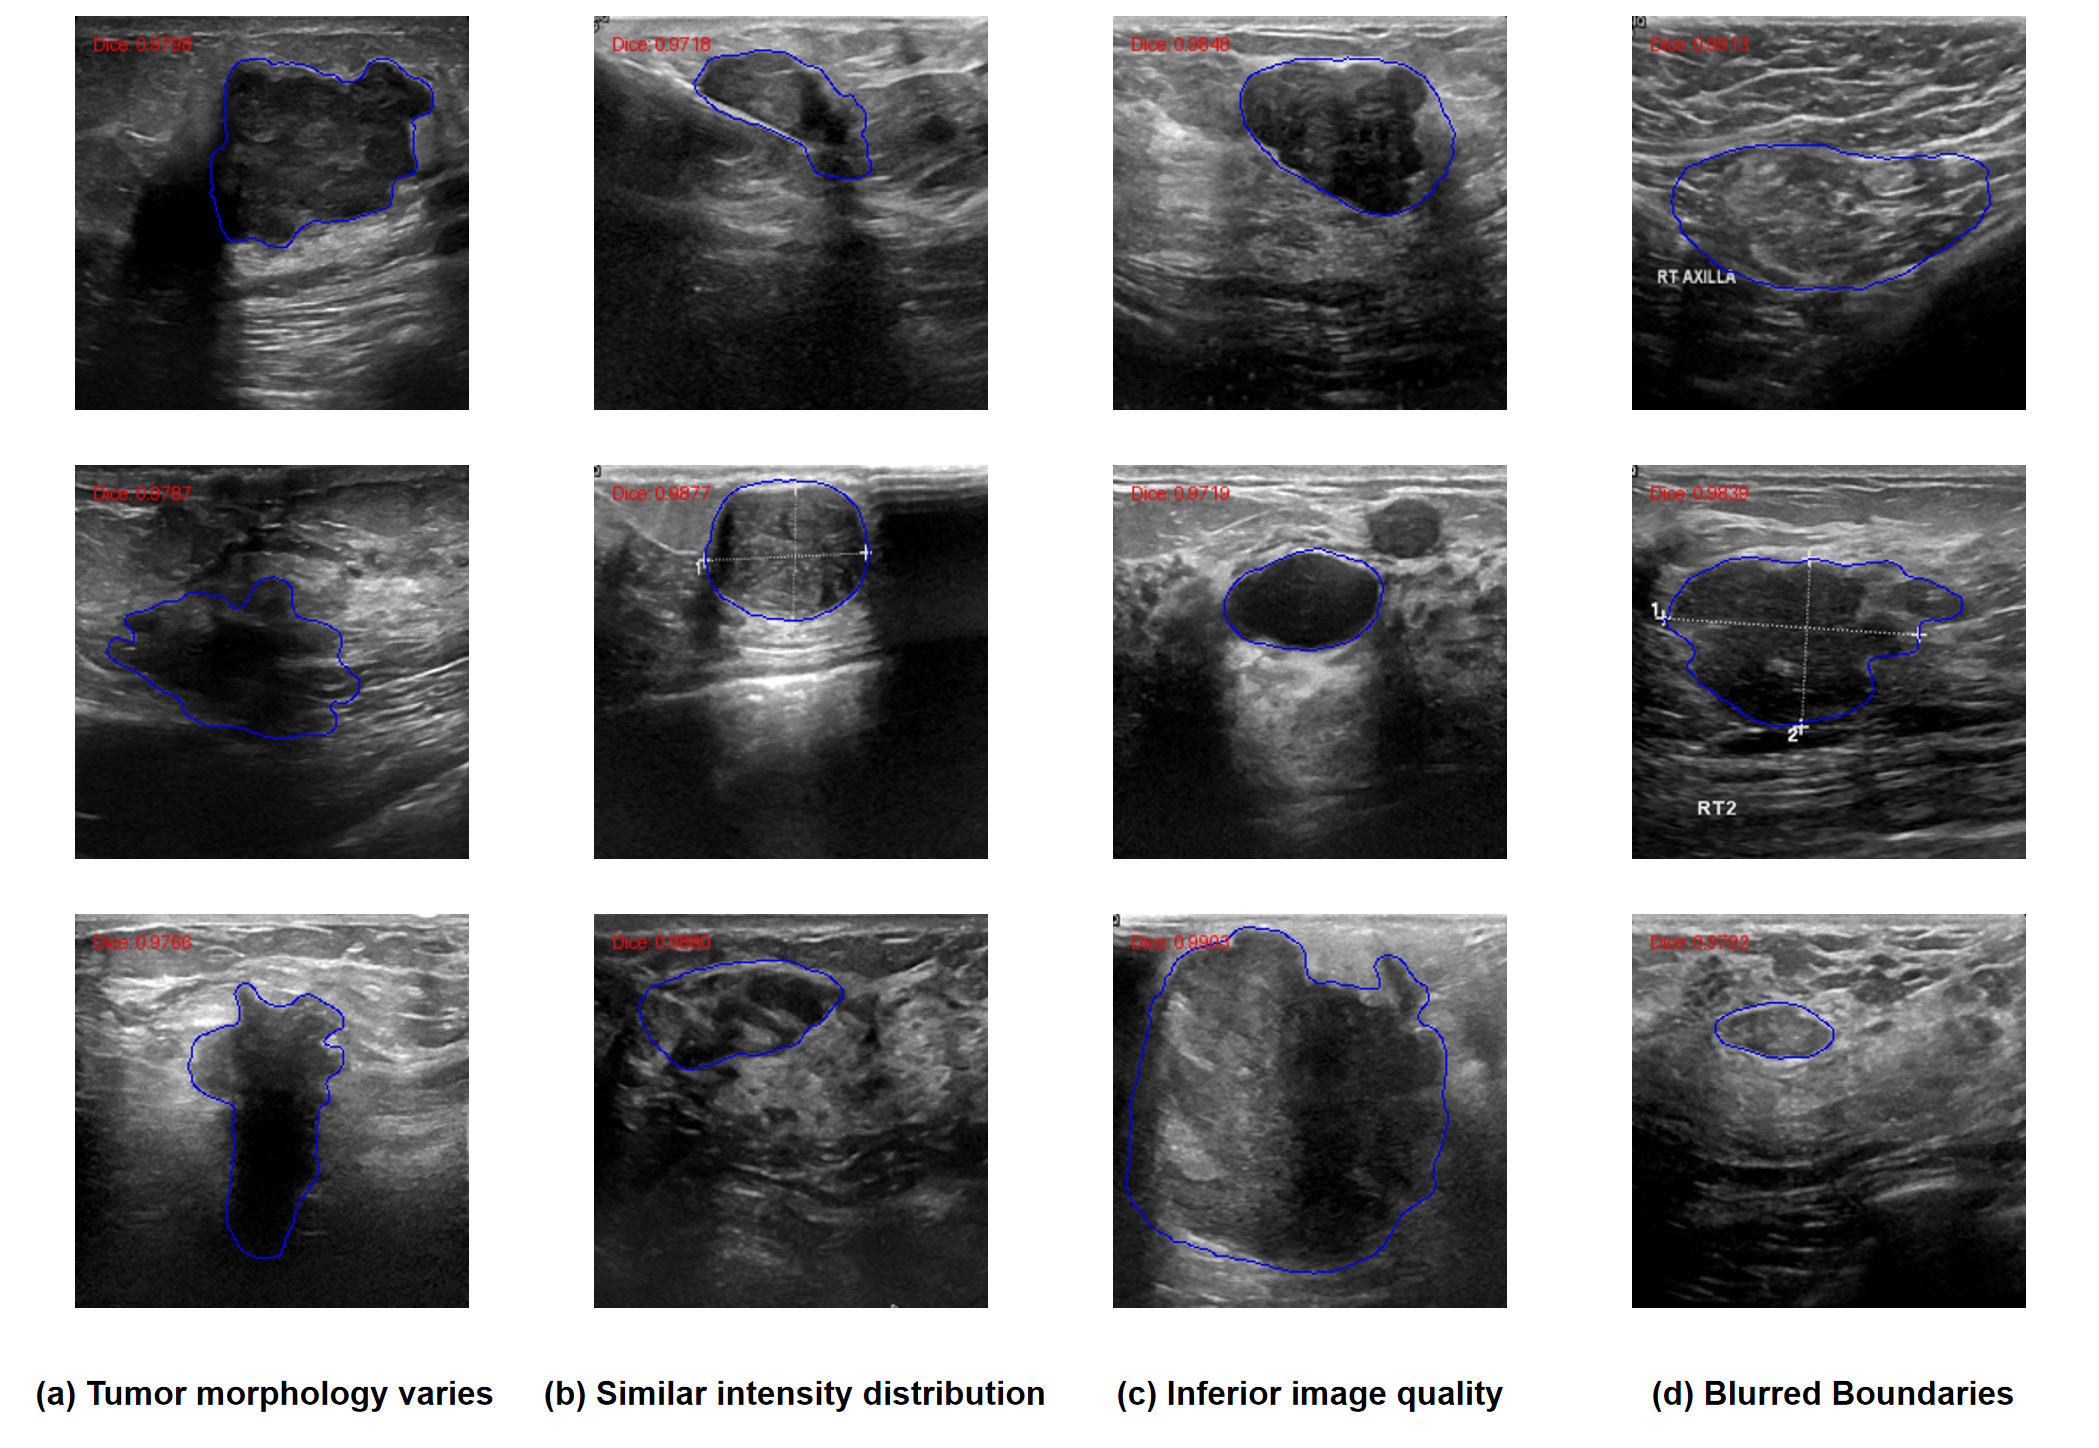 Dice: 0.9798
Dice: 0.9718
Dice: 0.9848
Dice: 0.9913
RT AXILLA
Dice: 0.9787
Dice: 0.9877
1
Dice: 0.9719
Dice: 0.9839
1
2
RT2
Dice: 0.9766
Dice: 0.9880
Dice: 0.9903
Dice: 0.9792
(a) Tumor morphology varies
(b) Similar intensity distribution
(c) Inferior image quality
(d) Blurred Boundaries